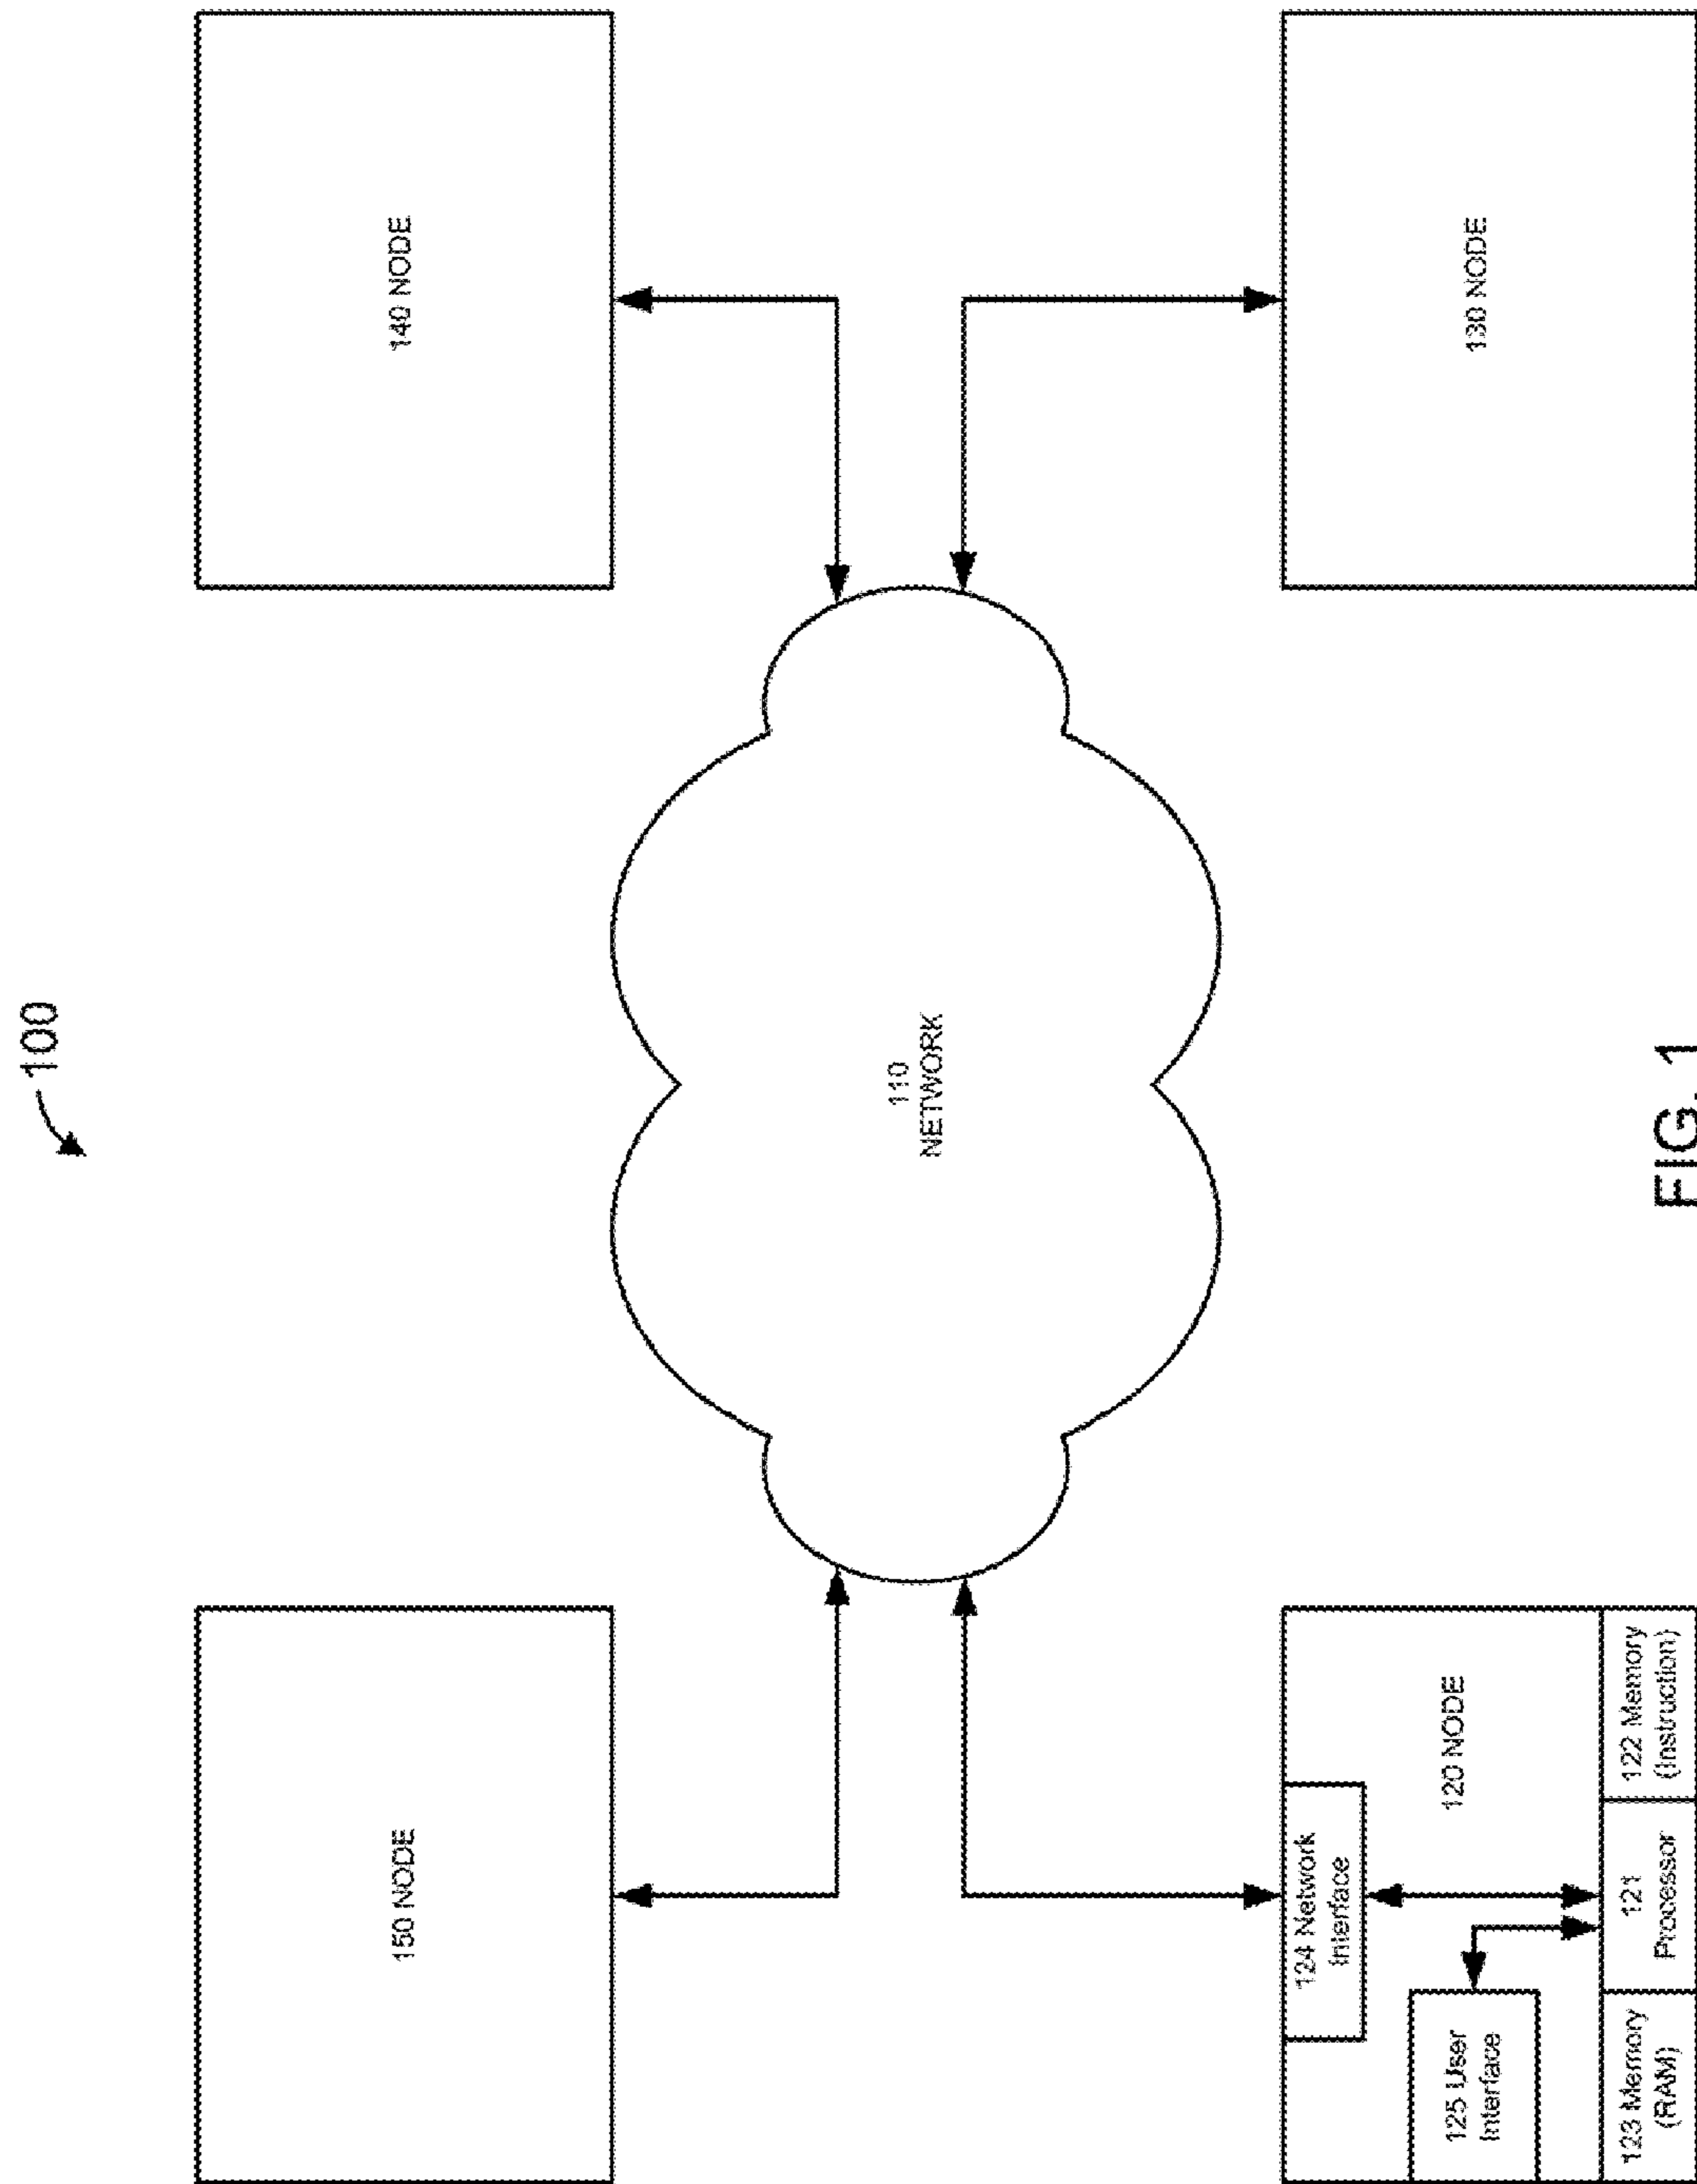 100
150 NODE
140 NODE
110
NETWORK
124 Network
Interface
120 NODE
125 User
Interface
123 Memory
(RAM)
121
Processor
122 Memory
(Instruction)
130 NODE
FIG. 1